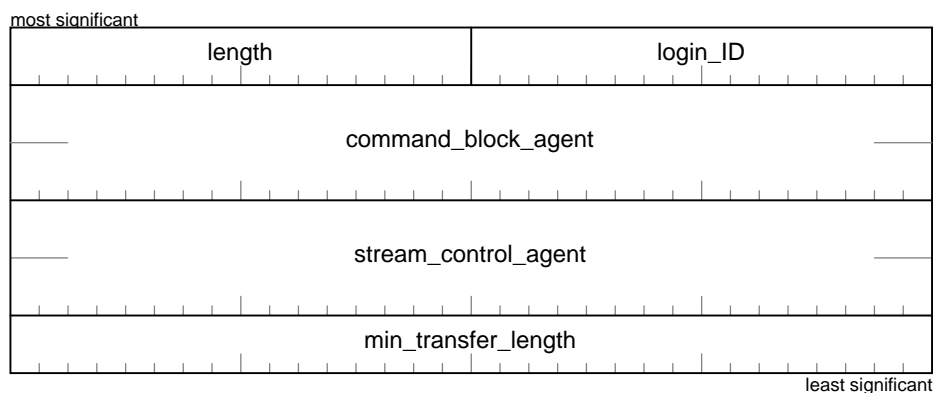 most significant
length login_ID
command_block_agent
stream_control_agent
min_transfer_length
least significant